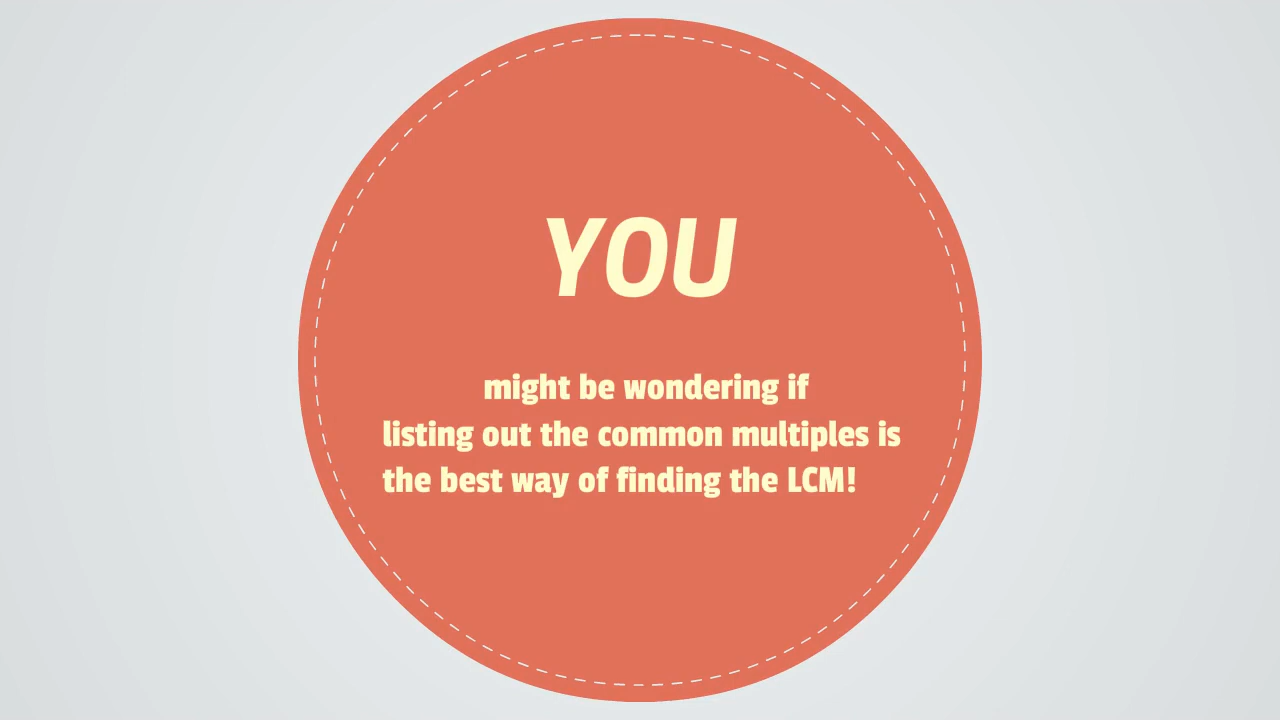 YOU
might be wondering if
listing out the common multiples is
the best way of finding the LCM!